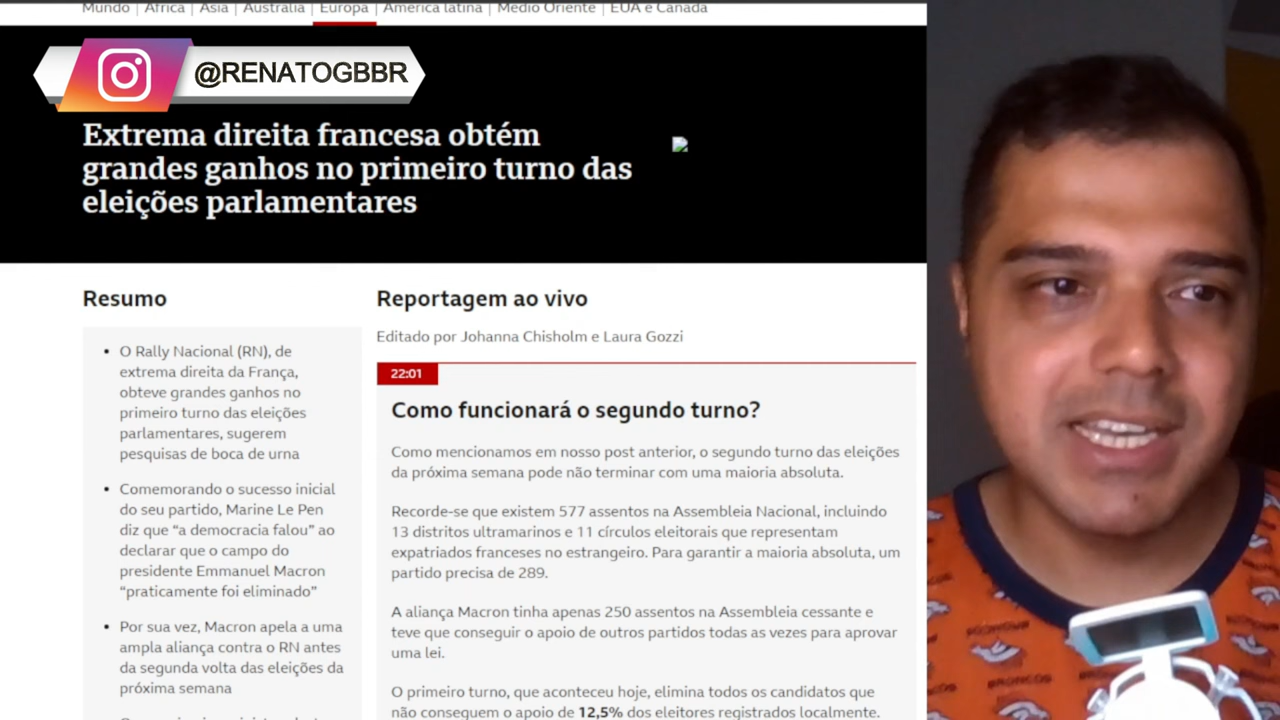 Mundo | África | Ásia | Austrália | Europa | América latina | Médio Oriente | EUA e Canadá
@RENATOGBBR
Extrema direita francesa obtém
grandes ganhos no primeiro turno das
eleições parlamentares
Resumo
• O Rally Nacional (RN), de
extrema direita da França,
obteve grandes ganhos no
primeiro turno das eleições
parlamentares, sugerem
pesquisas de boca de urna
• Comemorando o sucesso inicial
do seu partido, Marine Le Pen
diz que “a democracia falou” ao
declarar que o campo do
presidente Emmanuel Macron
“praticamente foi eliminado”
• Por sua vez, Macron apela a uma
ampla aliança contra o RN antes
da segunda volta das eleições da
próxima semana
Reportagem ao vivo
Editado por Johanna Chisholm e Laura Gozzi
22:01
Como funcionará o segundo turno?
Como mencionamos em nosso post anterior, o segundo turno das eleições
da próxima semana pode não terminar com uma maioria absoluta.
Recorde-se que existem 577 assentos na Assembleia Nacional, incluindo
13 distritos ultramarinos e 11 círculos eleitorais que representam
expatriados franceses no estrangeiro. Para garantir a maioria absoluta, um
partido precisa de 289.
A aliança Macron tinha apenas 250 assentos na Assembleia cessante e
teve que conseguir o apoio de outros partidos todas as vezes para aprovar
uma lei.
O primeiro turno, que aconteceu hoje, elimina todos os candidatos que
não conseguem o apoio de 12,5% dos eleitores registrados localmente.
BRONCOS